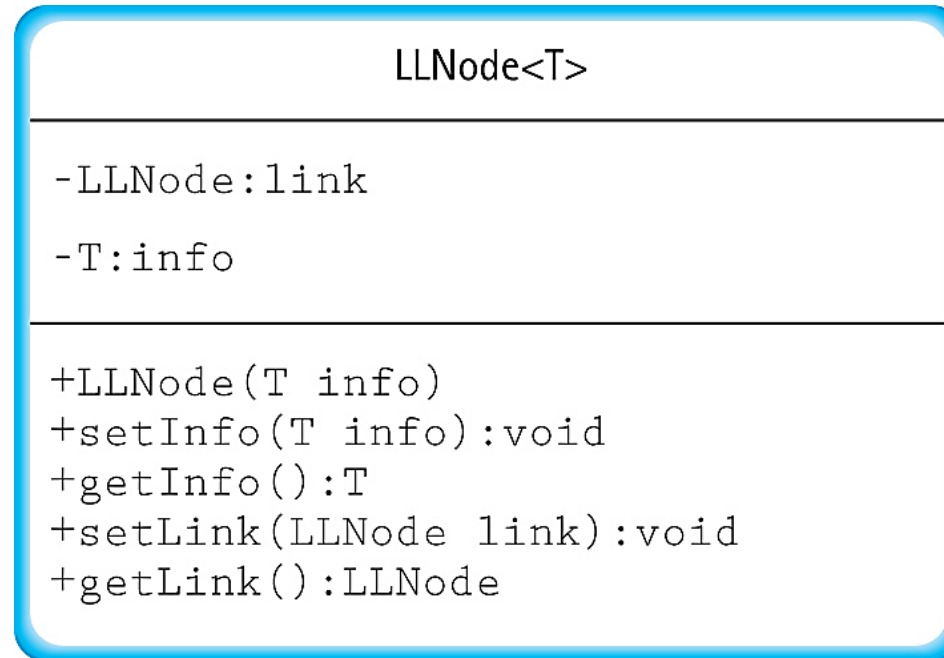 LLNode<T>
-LLNode:link
-T:info
+LLNode(T info)
+setInfo(T info):void
+getInfo():T
+setLink(LLNode link):void
+getLink():LLNode